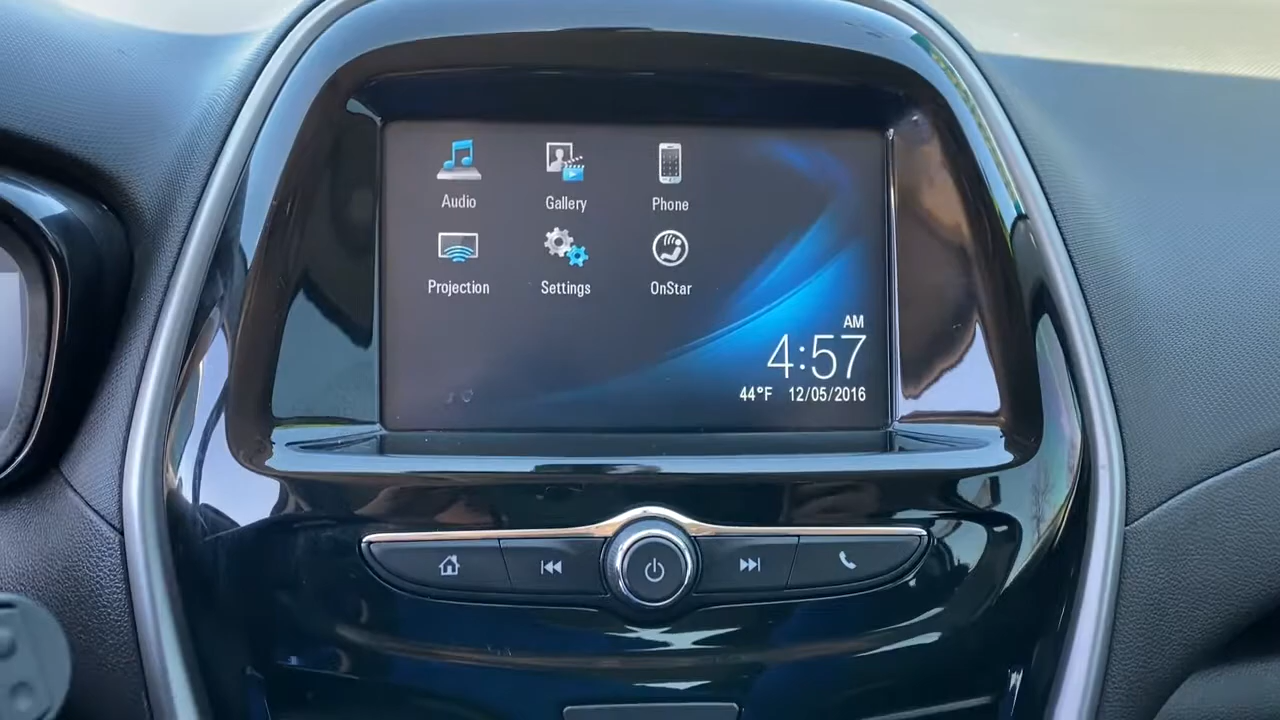 Audio
Gallery
Phone
Projection
Settings
OnStar
AM
4:57
44°F 12/05/2016